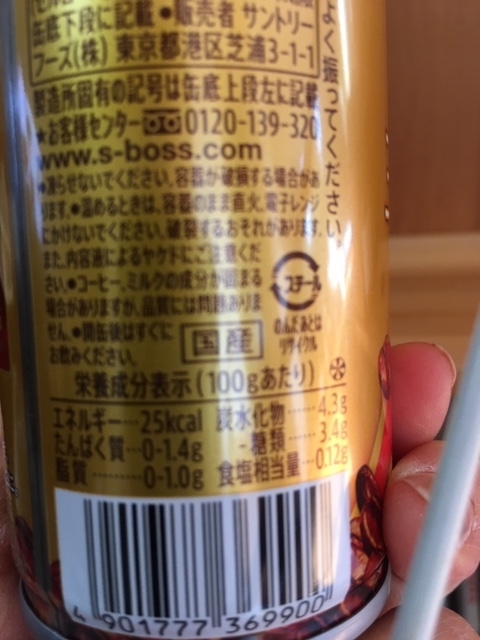 缶底下段に記載●販売者 サントリー
フーズ(株) 東京都港区芝浦3-1-1
製造所固有の記号は缶底上段左に記載
●お客様センター 0120-139-320
www.s-boss.com
●凍らせないでください。容器が破損する場合があ
ります。●温めるときは、容器のまま直火、電子レンジ
にかけないでください。破裂するおそれがあります。
また、内容液によるヤケドにご注意くだ
さい。●コーヒー、ミルクの成分が固まる
場合がありますが、品質には問題ありま
せん。●開缶後はすぐに
お飲みください。
国産
スチール
のんだあとは
リサイクル
よく振ってください。
栄養成分表示(100gあたり)
エネルギー…25kcal 炭水化物……4.3g
たんぱく質…0-1.4g -糖類……3.4g
脂質………0-1.0g 食塩相当量…0.12g
4 901777 369900